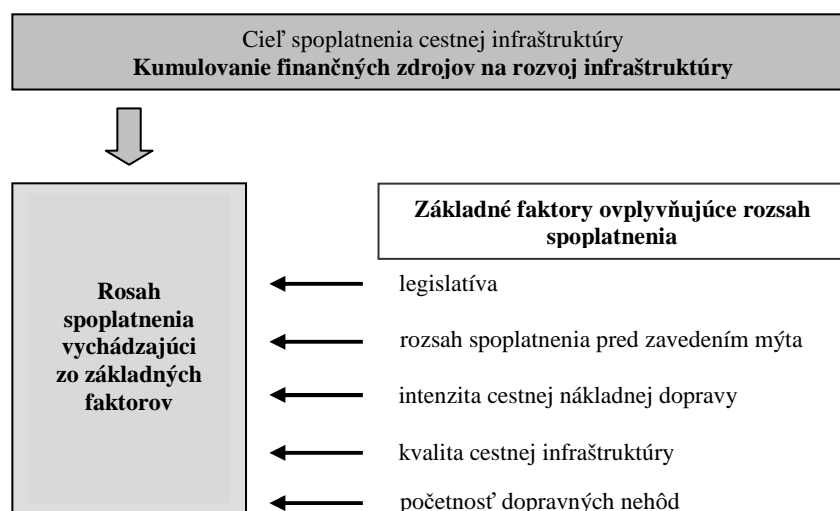 Cieľ spoplatnenia cestnej infraštruktúry
Kumulovanie finančných zdrojov na rozvoj infraštruktúry
Rosah
spoplatnenia
vychádzajúci
zo základných
faktorov
Základné faktory ovplyvňujúce rozsah
spoplatnenia
legislatíva
rozsah spoplatnenia pred zavedením mýta
intenzita cestnej nákladnej dopravy
kvalita cestnej infraštruktúry
početnosť dopravných nehôd